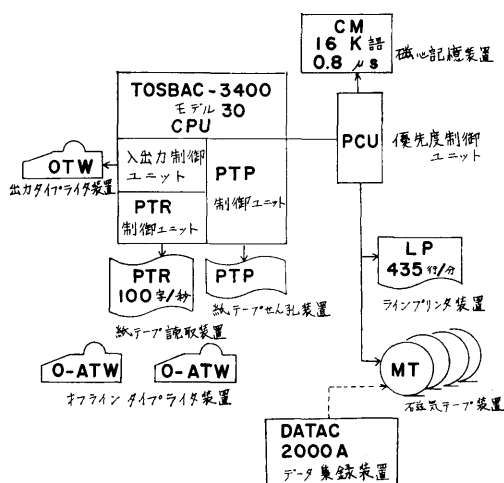 CM
16 K語
0.8 μs
磁心記憶装置
TOSBAC-3400
モデル 30
CPU
PCU
優先度制御
ユニット
OTW
出力タイプライタ装置
入出力制御
ユニット
PTP
制御ユニット
PTR
制御ユニット
PTR
100字/秒
紙テープ読取装置
PTP
紙テープせん孔装置
LP
435行/分
ラインプリンタ装置
O-ATW
O-ATW
オフラインタイプライタ装置
MT
磁気テープ装置
DATAC
2000A
データ集録装置